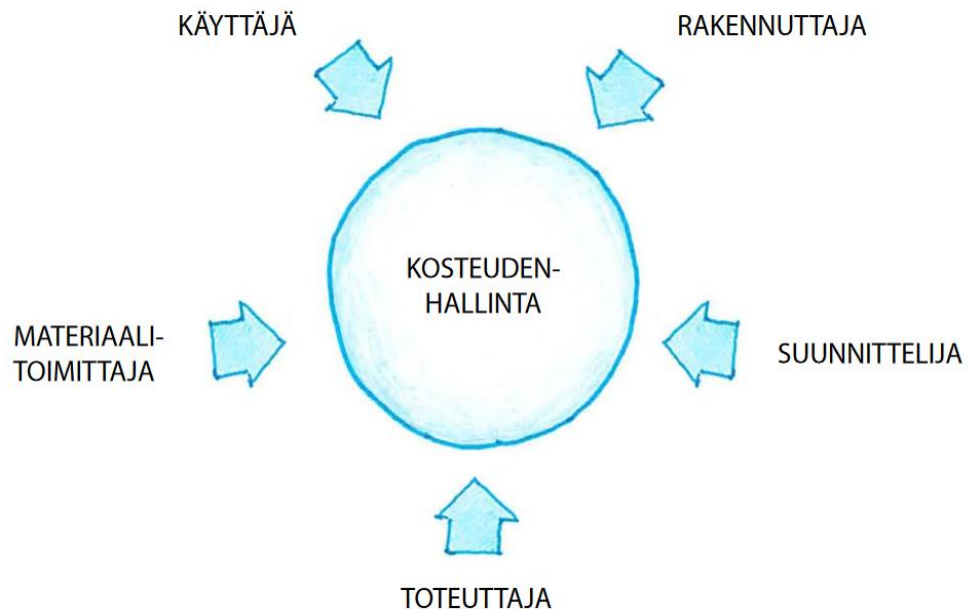 KÄYTTÄJÄ
RAKENNUTTAJA
KOSTEUDEN-
HALLINTA
MATERIAALI-
TOIMITTAJA
SUUNNITTELIJA
TOTEUTTAJA